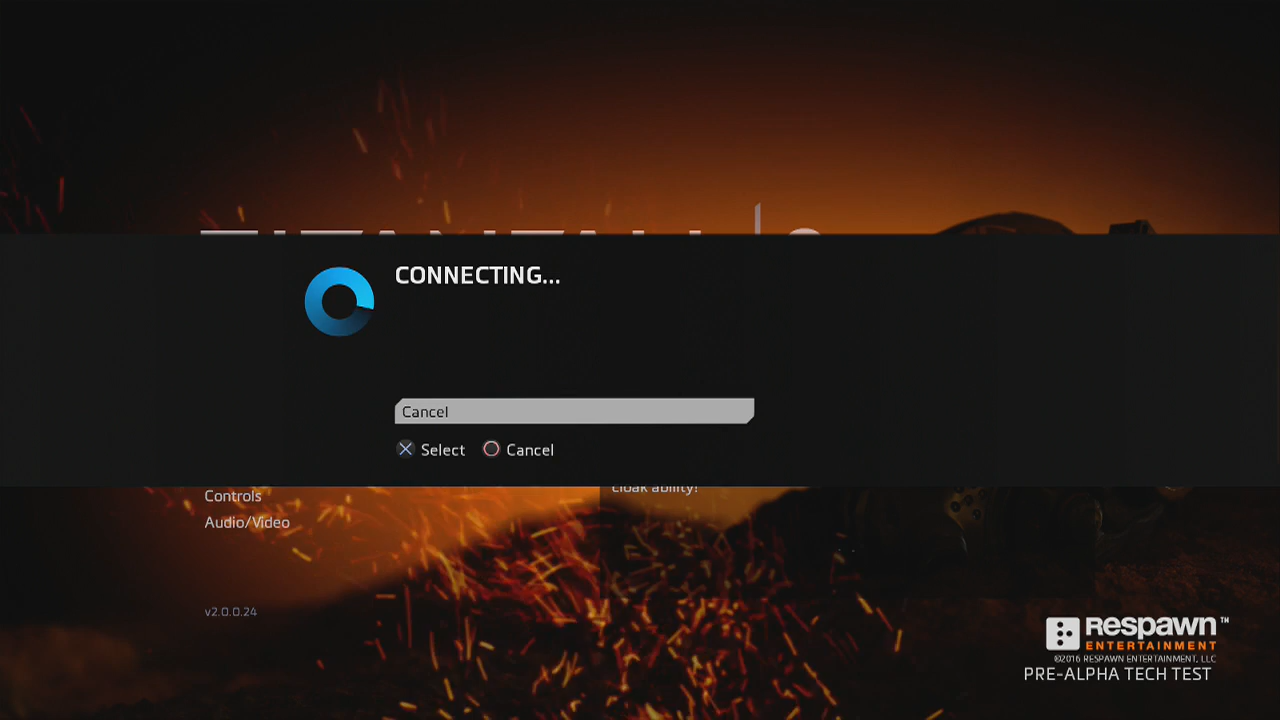 CONNECTING...
Cancel
Select Cancel
cloak ability!
Controls
Audio/Video
v2.0.0.24
Respawn™
ENTERTAINMENT
©2016 RESPAWN ENTERTAINMENT, LLC
PRE-ALPHA TECH TEST